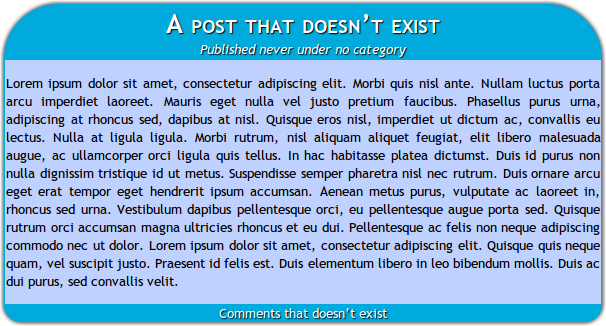 A post that doesn't exist
Published never under no category
Lorem ipsum dolor sit amet, consectetur adipiscing elit. Morbi quis nisl ante. Nullam luctus porta
arcu imperdiet laoreet. Mauris eget nulla vel justo pretium faucibus. Phasellus purus urna,
adipiscing at rhoncus sed, dapibus at nisl. Quisque eros nisl, imperdiet ut dictum ac, convallis eu
lectus. Nulla at ligula ligula. Morbi rutrum, nisl aliquam aliquet feugiat, elit libero malesuada
augue, ac ullamcorper orci ligula quis tellus. In hac habitasse platea dictumst. Duis id purus non
nulla dignissim tristique id ut metus. Suspendisse semper pharetra nisl nec rutrum. Duis ornare arcu
eget erat tempor eget hendrerit ipsum accumsan. Aenean metus purus, vulputate ac laoreet in,
rhoncus sed urna. Vestibulum dapibus pellentesque orci, eu pellentesque augue porta sed. Quisque
rutrum orci accumsan magna ultricies rhoncus et eu dui. Pellentesque ac felis non neque adipiscing
commodo nec ut dolor. Lorem ipsum dolor sit amet, consectetur adipiscing elit. Quisque quis neque
quam, vel suscipit justo. Praesent id felis est. Duis elementum libero in leo bibendum mollis. Duis ac
dui purus, sed convallis velit.
Comments that doesn't exist